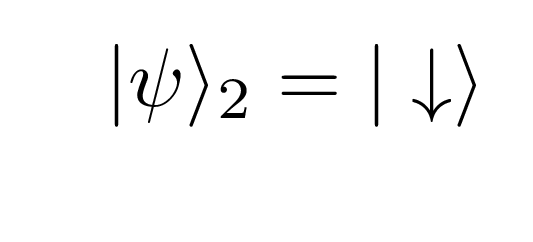 |ψ⟩₂ = |↓⟩